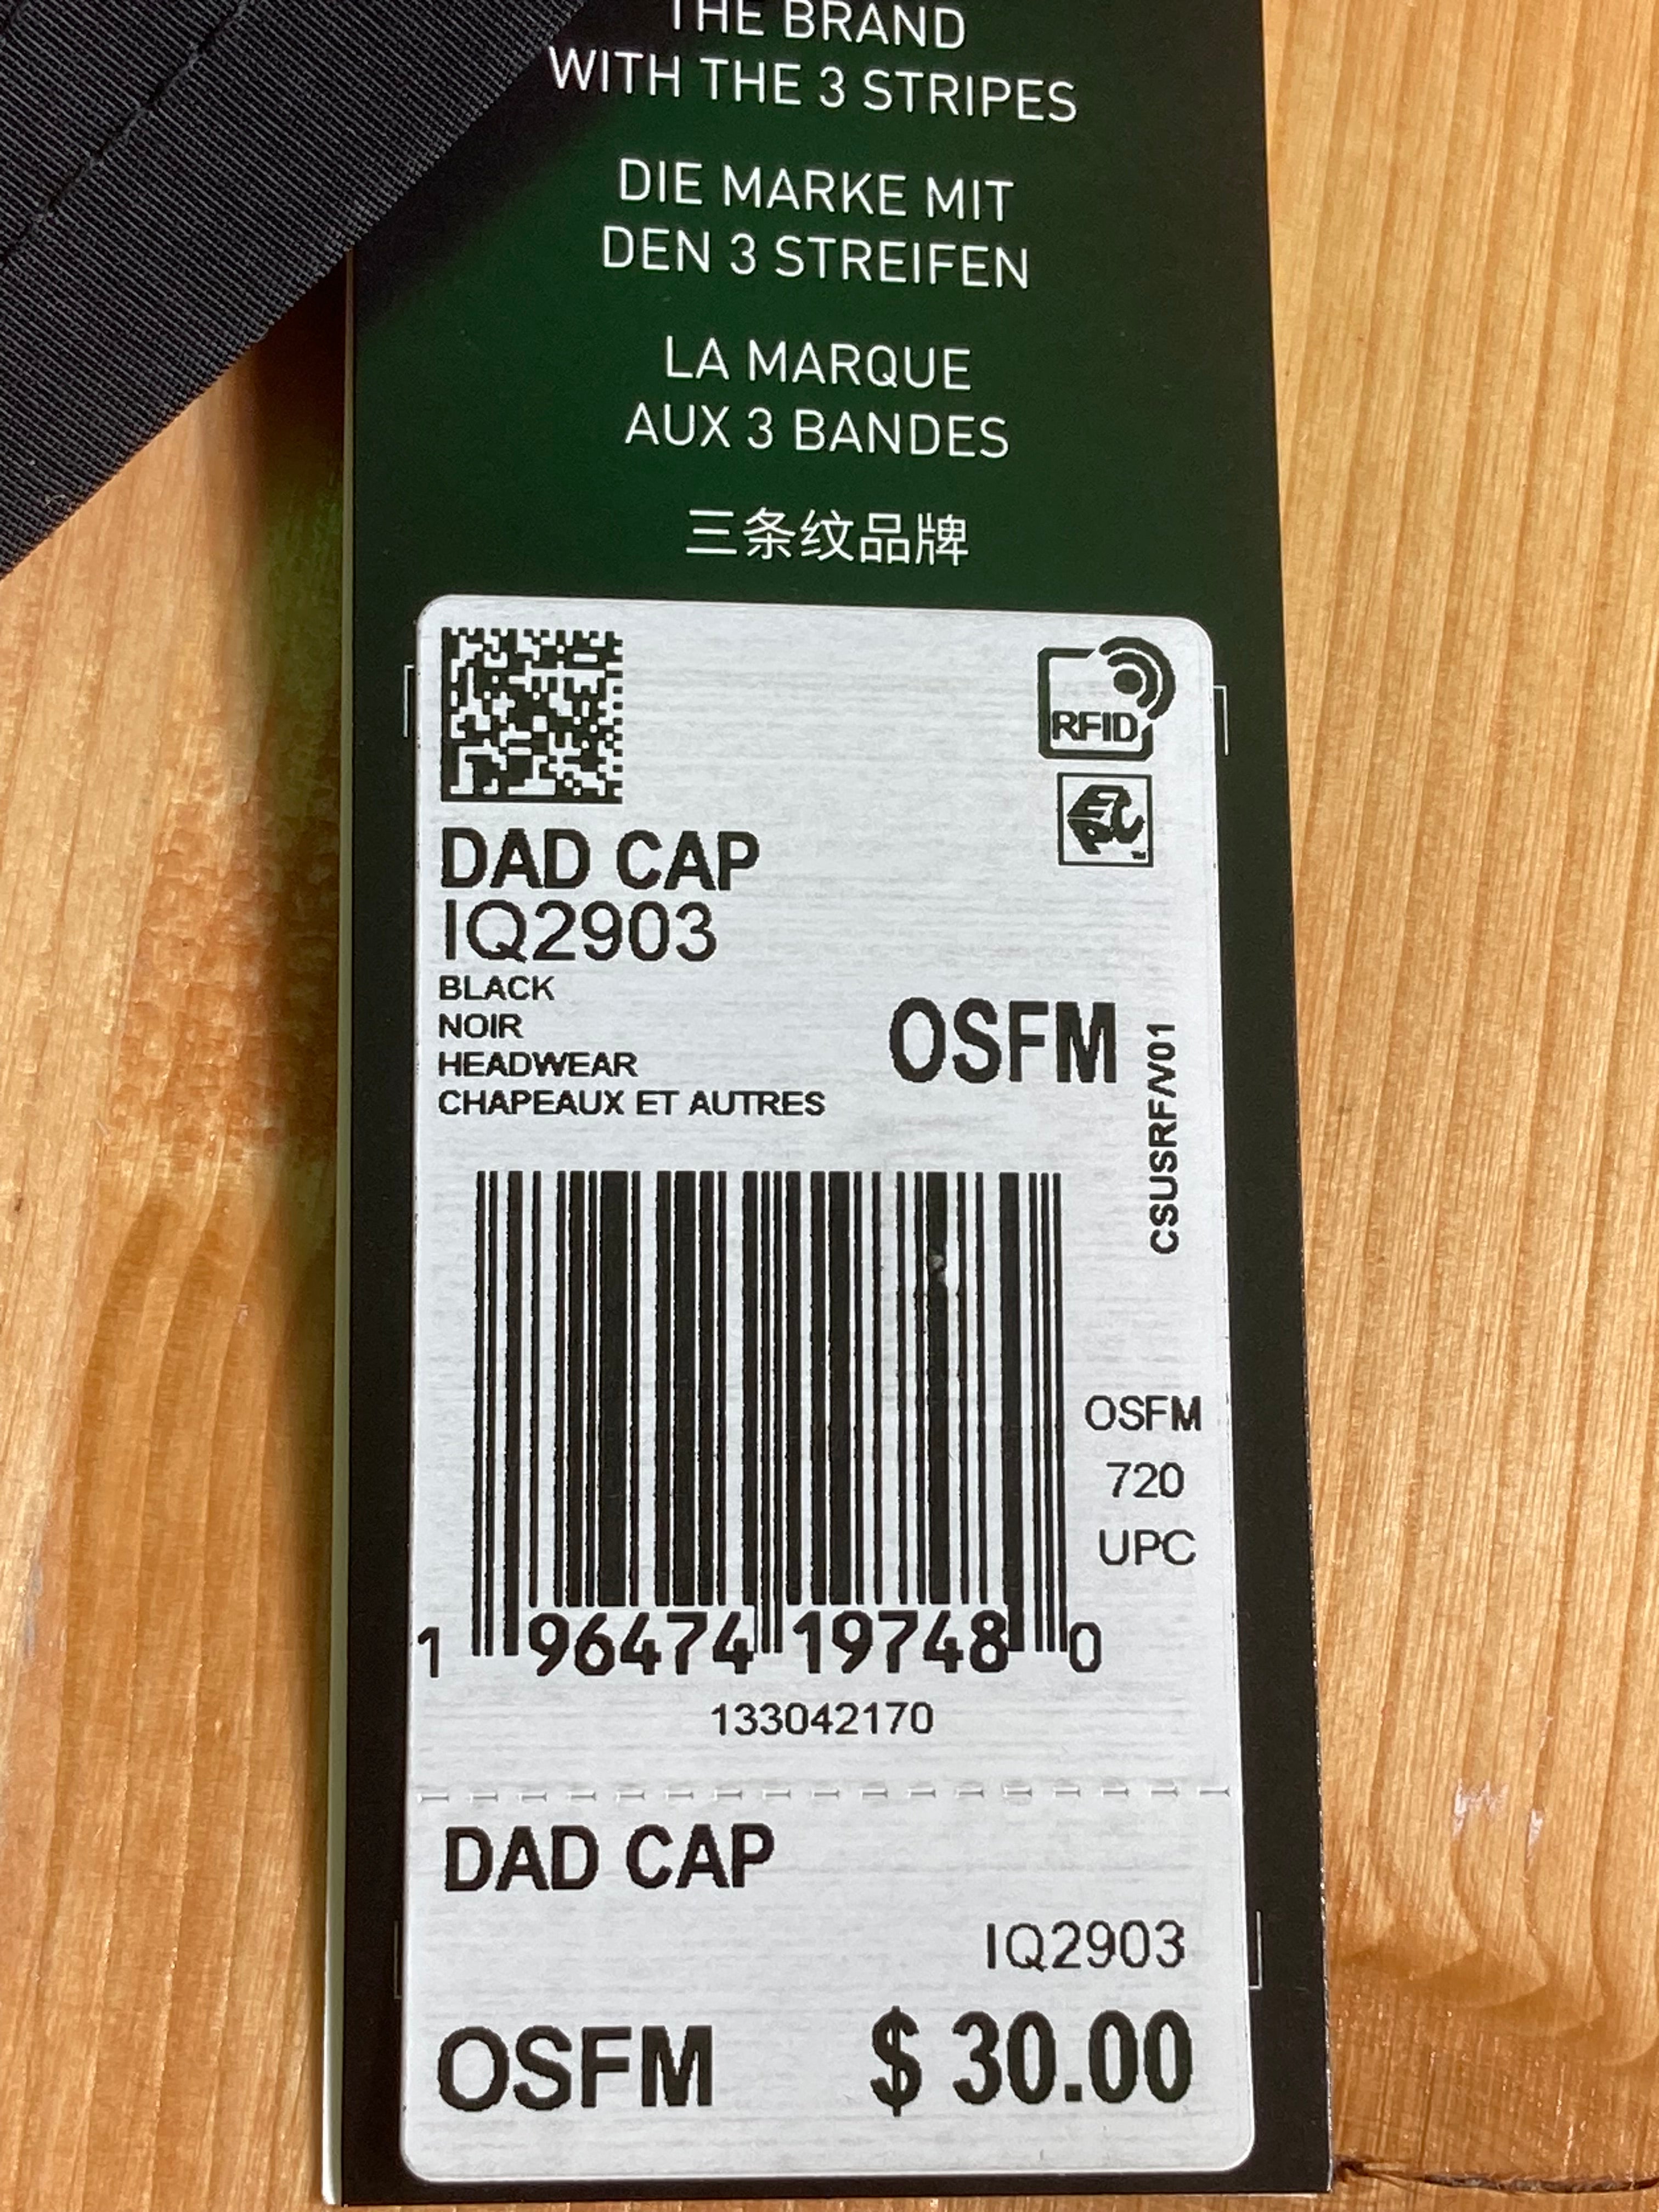 THE BRAND
WITH THE 3 STRIPES
DIE MARKE MIT
DEN 3 STREIFEN
LA MARQUE
AUX 3 BANDES
三条纹品牌
RFID
EPC
DAD CAP
IQ2903
BLACK
NOIR
HEADWEAR
CHAPEAUX ET AUTRES
OSFM
CSUSRF/V01
OSFM
720
UPC
1 96474 19748 0
133042170
DAD CAP
IQ2903
OSFM $ 30.00